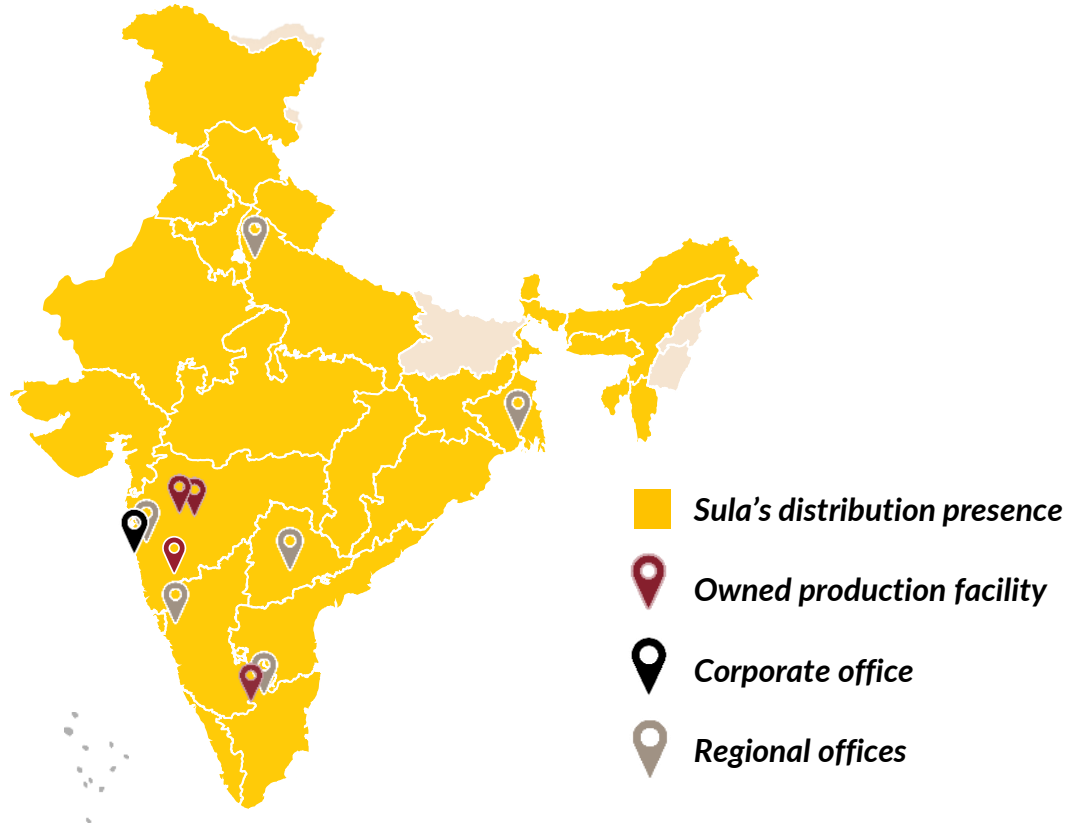 Sula’s distribution presence
Owned production facility
Corporate office
Regional offices